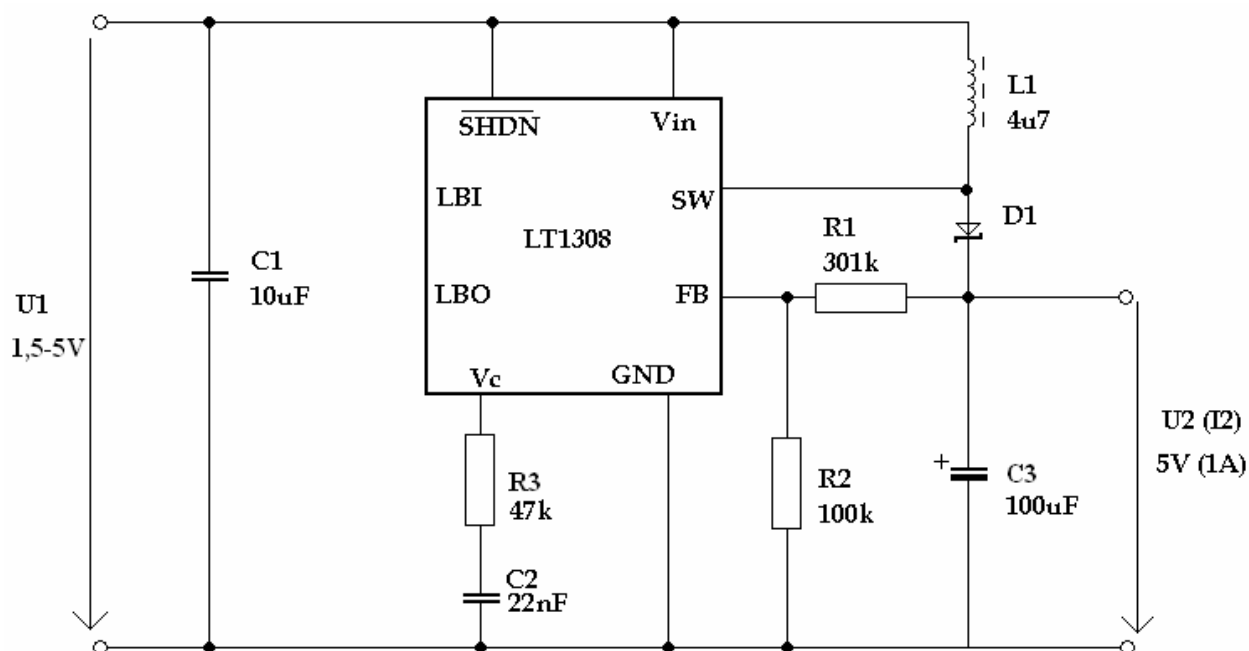 SHDN
Vin
L1
4u7
LBI
SW
D1
LT1308
R1
301k
C1
10uF
LBO
FB
U1
1,5-5V
Vc
GND
U2 (I2)
5V (1A)
R3
47k
R2
100k
+
C3
100uF
C2
22nF